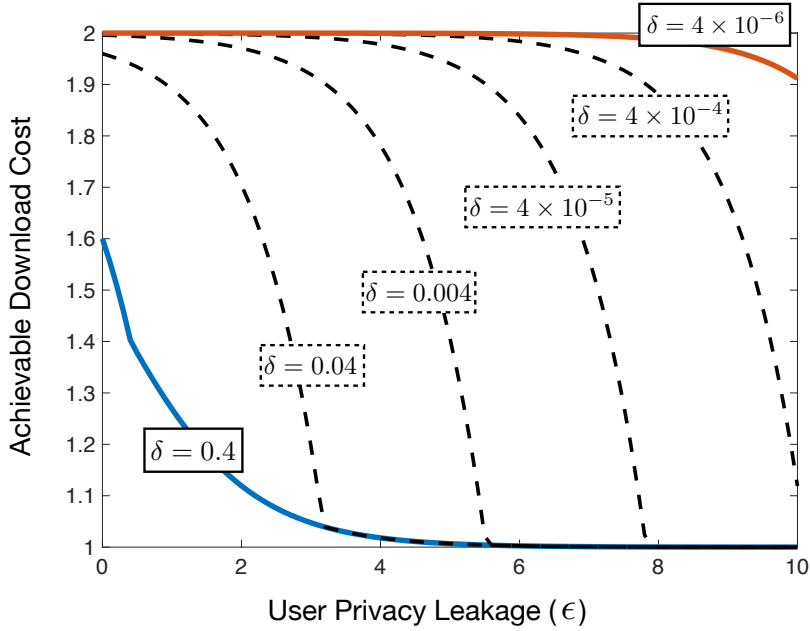 2
δ = 4 × 10⁻⁶
1.9
δ = 4 × 10⁻⁴
1.8
1.7
δ = 4 × 10⁻⁵
1.6
1.5
δ = 0.004
1.4
δ = 0.04
1.3
1.2
δ = 0.4
1.1
1
0 2 4 6 8 10
Achievable Download Cost
User Privacy Leakage (ϵ)